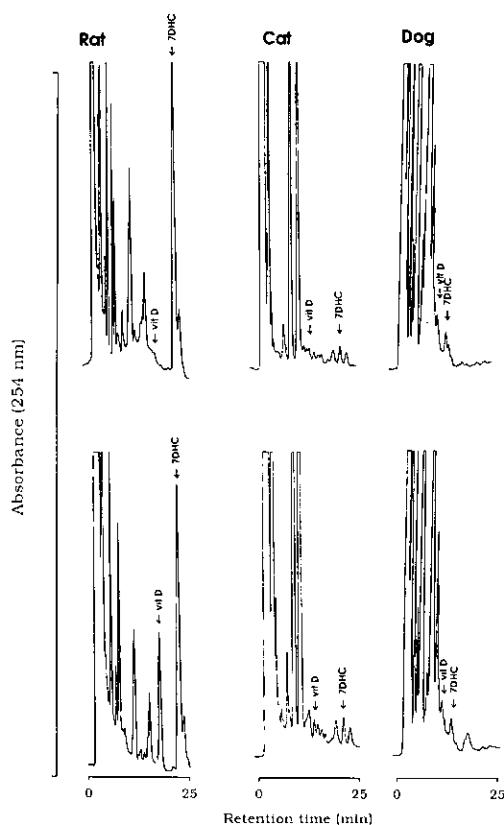 Rat Cat Dog
← 7DHC
← vit D
← vit D
← 7DHC
← vit D
← 7DHC
Absorbance (254 nm)
← 7DHC
← vit D
← vit D
← 7DHC
← vit D
← 7DHC
0 25 0 25 0 25
Retention time (min)